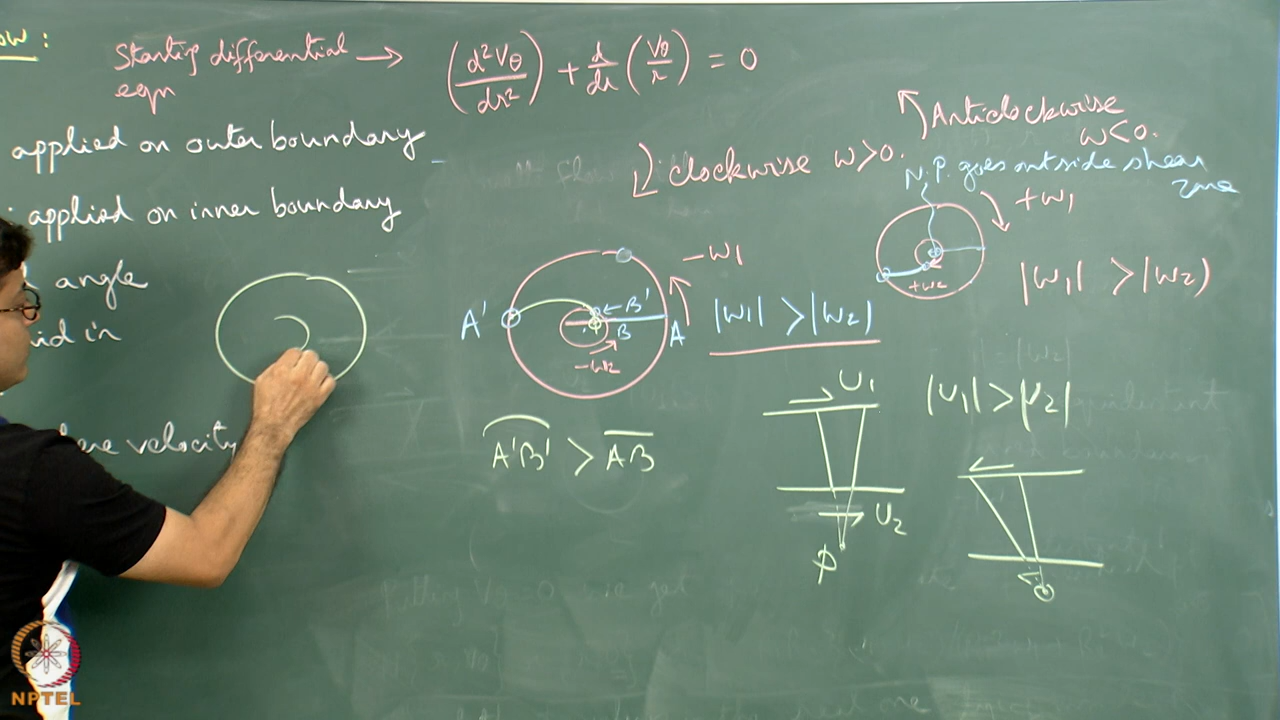 ow :
Starting differential → (d²Vθ/dr²) + d/dr (Vθ/r) = 0
eqn
applied on outer boundary
applied on inner boundary
angle
id in
here velocity
Anticlockwise
ω<0.
clockwise ω>0.
N.P. goes outside shear
zone
+ω1
+ω2
|ω1| > |ω2|
-ω1
A'
B'
B
A
-ω2
|ω1| > |ω2|
A'B' > AB
U1
|U1| > |U2|
U2
P
NPTEL